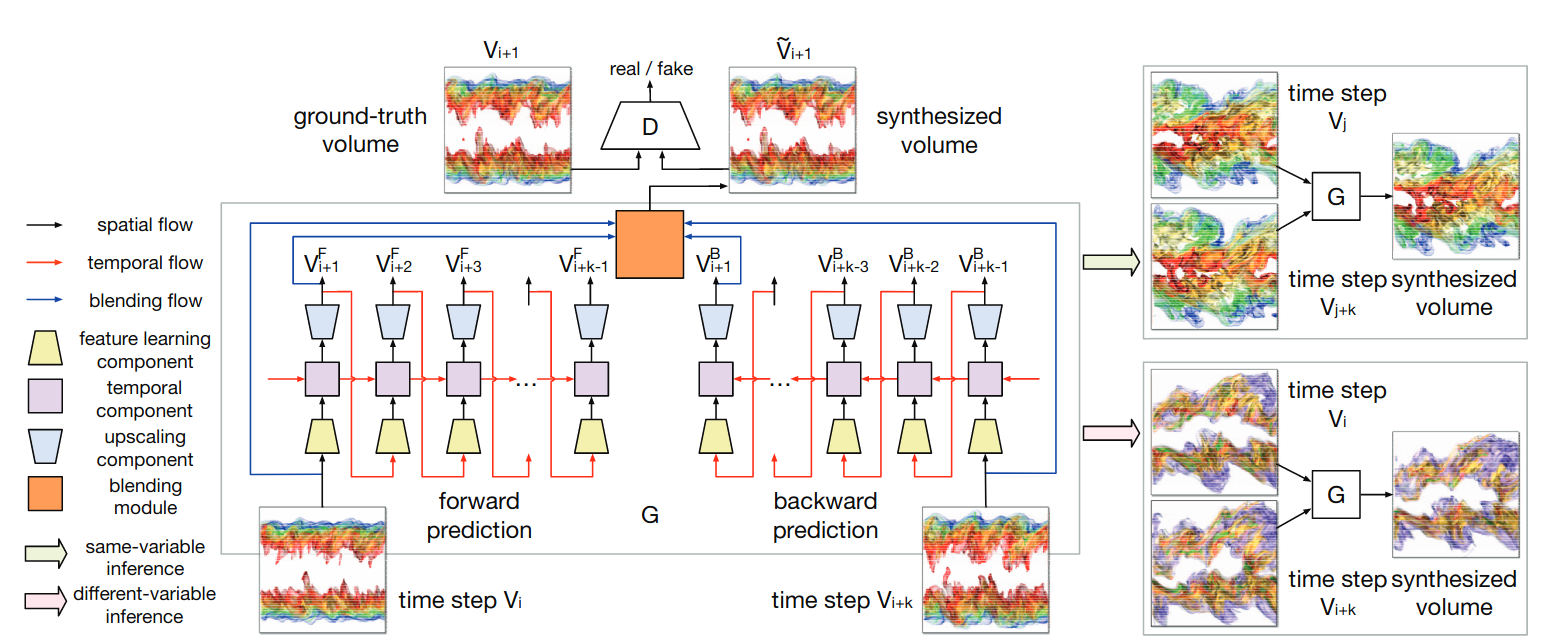 V_{i+1}
Ṽ_{i+1}
real / fake
ground-truth
volume
D
synthesized
volume
spatial flow
temporal flow
blending flow
feature learning
component
temporal
component
upscaling
component
blending
module
same-variable
inference
different-variable
inference
V^F_{i+1}
V^F_{i+2}
V^F_{i+3}
V^F_{i+k-1}
V^B_{i+1}
V^B_{i+k-3}
V^B_{i+k-2}
V^B_{i+k-1}
...
...
forward
prediction
G
backward
prediction
time step V_i
time step V_{i+k}
time step
V_j
G
time step
V_{j+k}
synthesized
volume
time step
V_i
G
time step
V_{i+k}
synthesized
volume